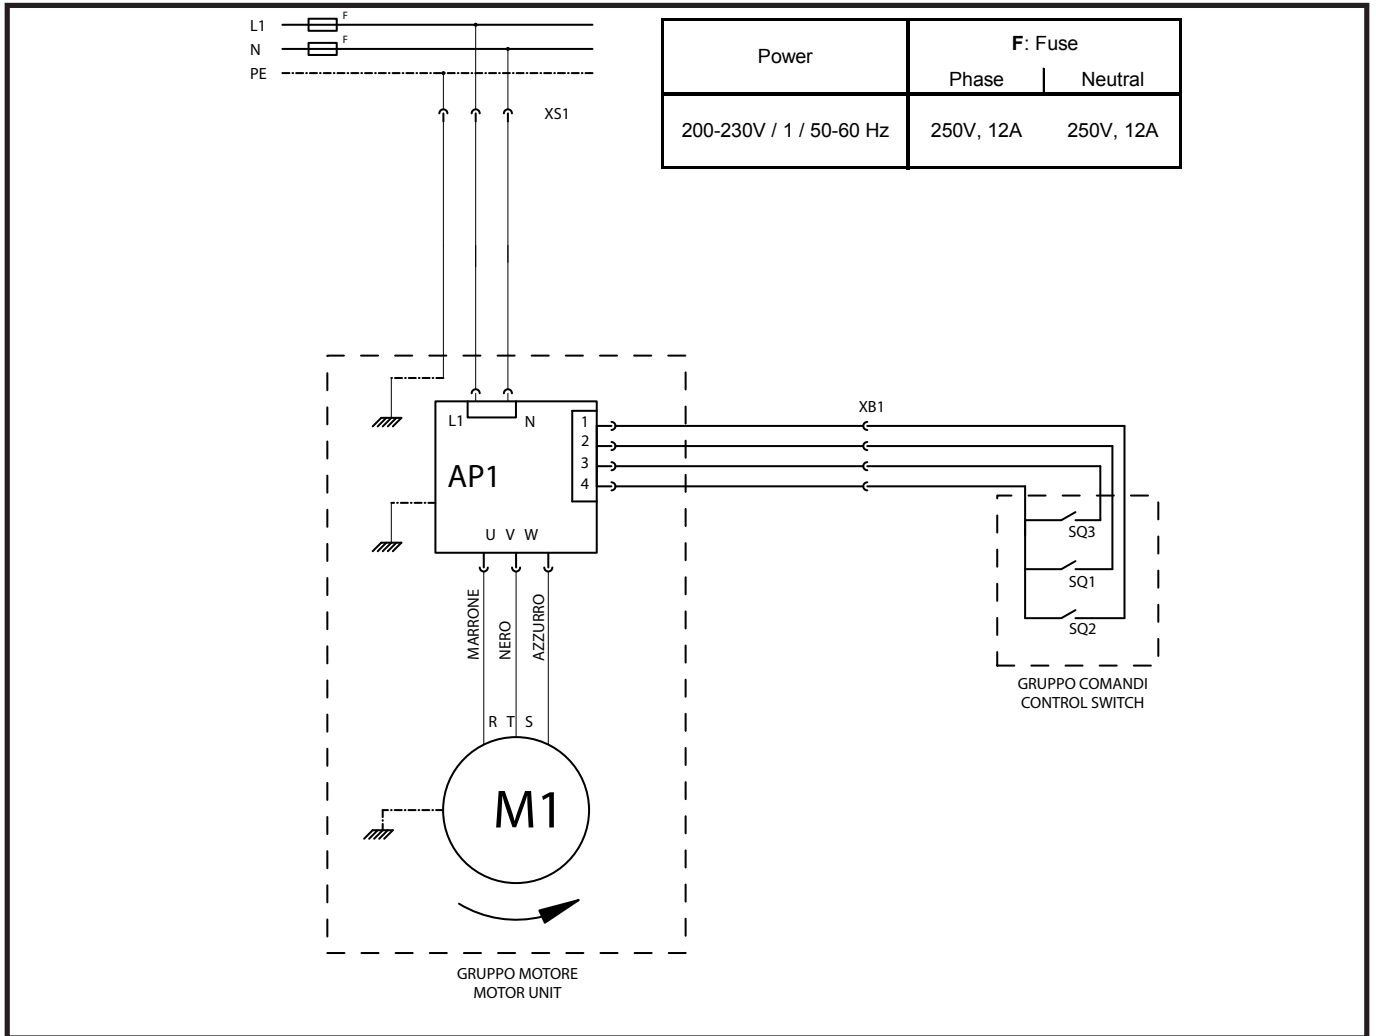 L1
F
N
F
PE
XS1
Power
F: Fuse
Phase
Neutral
200-230V / 1 / 50-60 Hz
250V, 12A
250V, 12A
L1
N
AP1
1
2
3
4
U V W
XB1
SQ3
SQ1
SQ2
GRUPPO COMANDI
CONTROL SWITCH
MARRONE
NERO
AZZURRO
R T S
M1
GRUPPO MOTORE
MOTOR UNIT